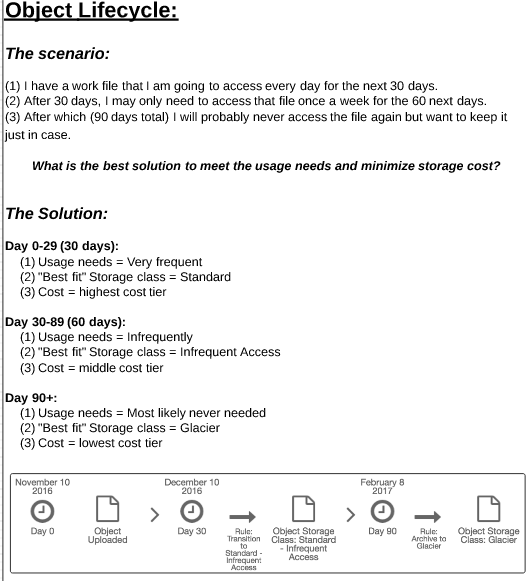 Object Lifecycle:
The scenario:
(1) I have a work file that I am going to access every day for the next 30 days.
(2) After 30 days, I may only need to access that file once a week for the 60 next days.
(3) After which (90 days total) I will probably never access the file again but want to keep it
just in case.
What is the best solution to meet the usage needs and minimize storage cost?
The Solution:
Day 0-29 (30 days):
(1) Usage needs = Very frequent
(2) "Best fit" Storage class = Standard
(3) Cost = highest cost tier
Day 30-89 (60 days):
(1) Usage needs = Infrequently
(2) "Best fit" Storage class = Infrequent Access
(3) Cost = middle cost tier
Day 90+:
(1) Usage needs = Most likely never needed
(2) "Best fit" Storage class = Glacier
(3) Cost = lowest cost tier
November 10
2016
Day 0
Object
Uploaded
December 10
2016
Day 30
Rule:
Transition
to
Standard -
Infrequent
Access
Object Storage
Class: Standard
- Infrequent
Access
February 8
2017
Day 90
Rule:
Archive to
Glacier
Object Storage
Class: Glacier